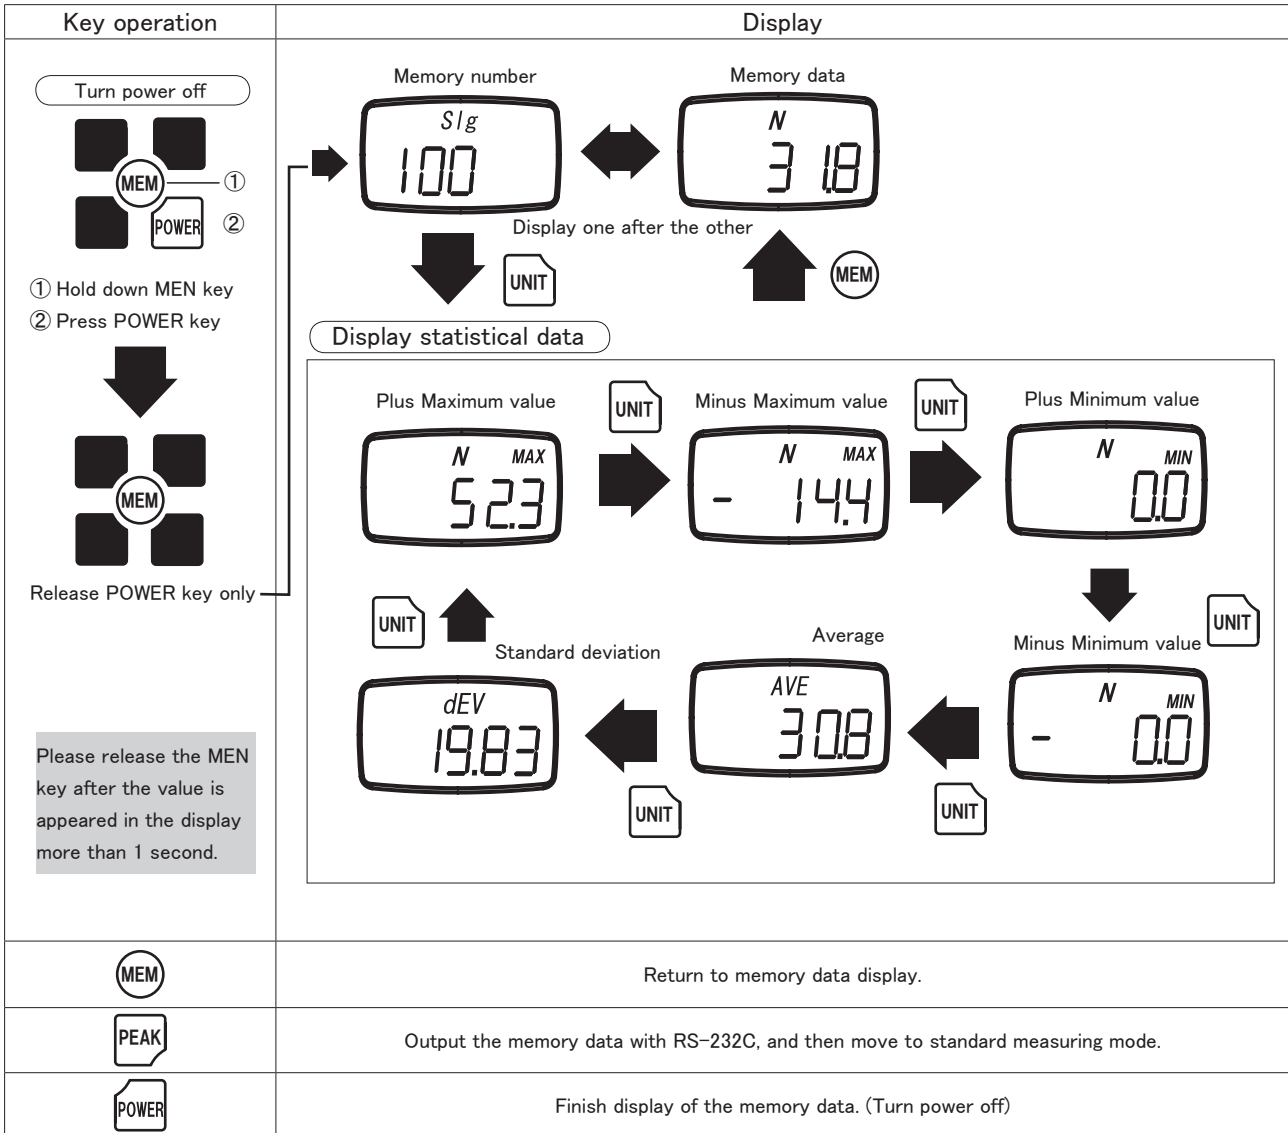 Key operation
Display
Turn power off
MEM
①
POWER
②
① Hold down MEN key
② Press POWER key
MEM
Release POWER key only
Please release the MEN
key after the value is
appeared in the display
more than 1 second.
Memory number
SIg
100
Memory data
N
31.8
Display one after the other
UNIT
MEM
Display statistical data
Plus Maximum value
N MAX
52.3
UNIT
Minus Maximum value
N MAX
- 14.4
UNIT
Plus Minimum value
N MIN
0.0
UNIT
Minus Minimum value
N MIN
- 0.0
UNIT
Average
AVE
30.8
UNIT
Standard deviation
dEV
19.83
UNIT
MEM
Return to memory data display.
PEAK
Output the memory data with RS-232C, and then move to standard measuring mode.
POWER
Finish display of the memory data. (Turn power off)